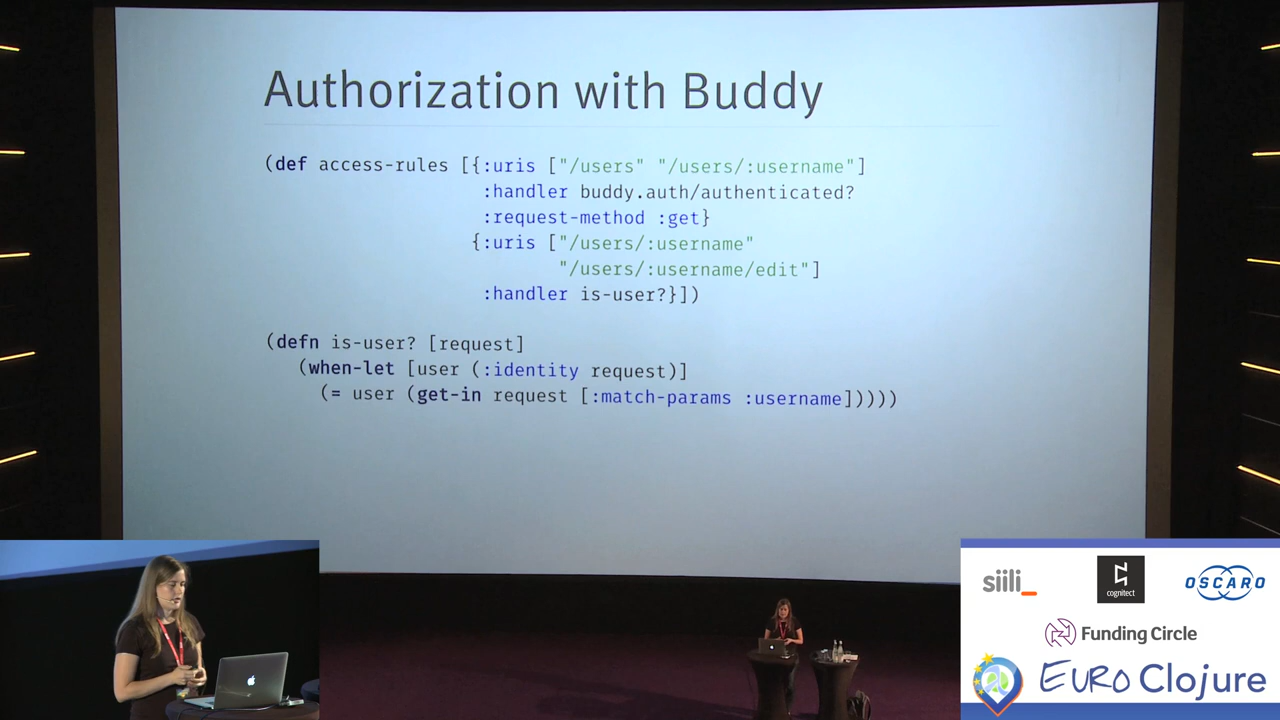 Authorization with Buddy
(def access-rules [{:uris ["/users" "/users/:username"]
:handler buddy.auth/authenticated?
:request-method :get}
{:uris ["/users/:username"
"/users/:username/edit"]
:handler is-user?}])
(defn is-user? [request]
(when-let [user (:identity request)]
(= user (get-in request [:match-params :username]))))
siili_
cognitect
OSCARO
Funding Circle
EURO Clojure